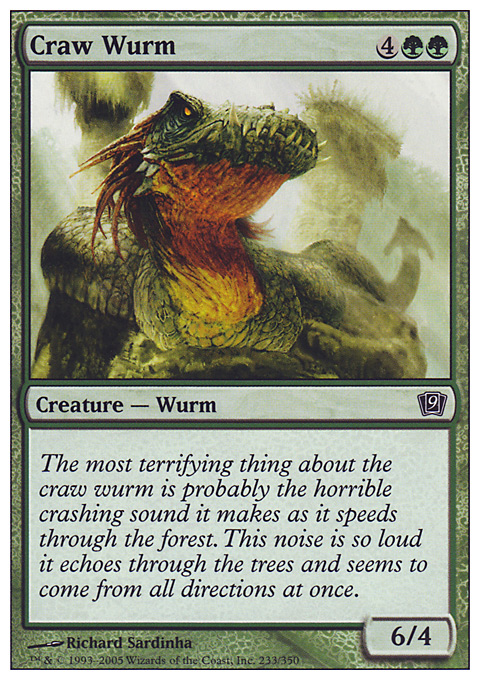 Craw Wurm 4
Creature — Wurm 9
The most terrifying thing about the
craw wurm is probably the horrible
crashing sound it makes as it speeds
through the forest. This noise is so loud
it echoes through the trees and seems to
come from all directions at once.
6/4
Richard Sardinha
™ & © 1993–2005 Wizards of the Coast, Inc. 233/350